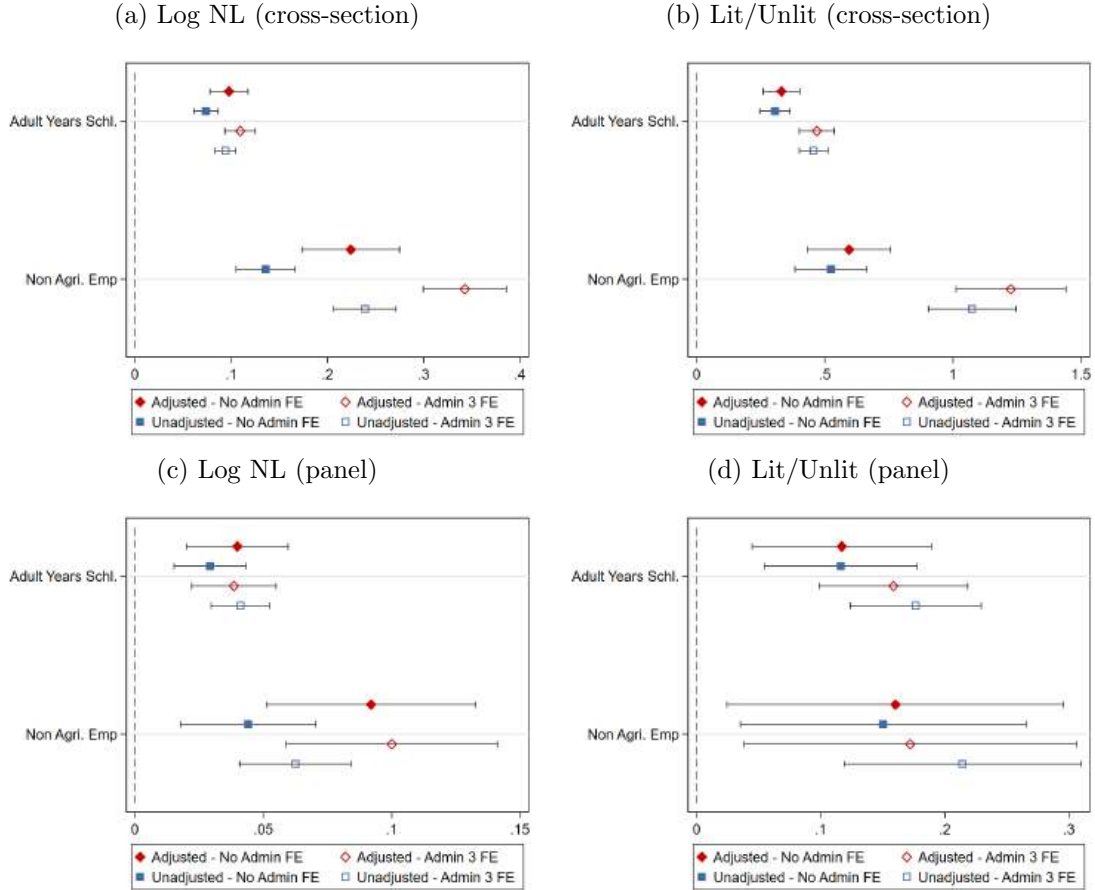 (a) Log NL (cross-section)
(b) Lit/Unlit (cross-section)
Adult Years Schl.
Non Agri. Emp
0 .1 .2 .3 .4
Adjusted - No Admin FE Adjusted - Admin 3 FE
Unadjusted - No Admin FE Unadjusted - Admin 3 FE
Adult Years Schl.
Non Agri. Emp
0 .5 1 1.5
Adjusted - No Admin FE Adjusted - Admin 3 FE
Unadjusted - No Admin FE Unadjusted - Admin 3 FE
(c) Log NL (panel)
(d) Lit/Unlit (panel)
Adult Years Schl.
Non Agri. Emp
0 .05 .1 .15
Adjusted - No Admin FE Adjusted - Admin 3 FE
Unadjusted - No Admin FE Unadjusted - Admin 3 FE
Adult Years Schl.
Non Agri. Emp
0 .1 .2 .3
Adjusted - No Admin FE Adjusted - Admin 3 FE
Unadjusted - No Admin FE Unadjusted - Admin 3 FE